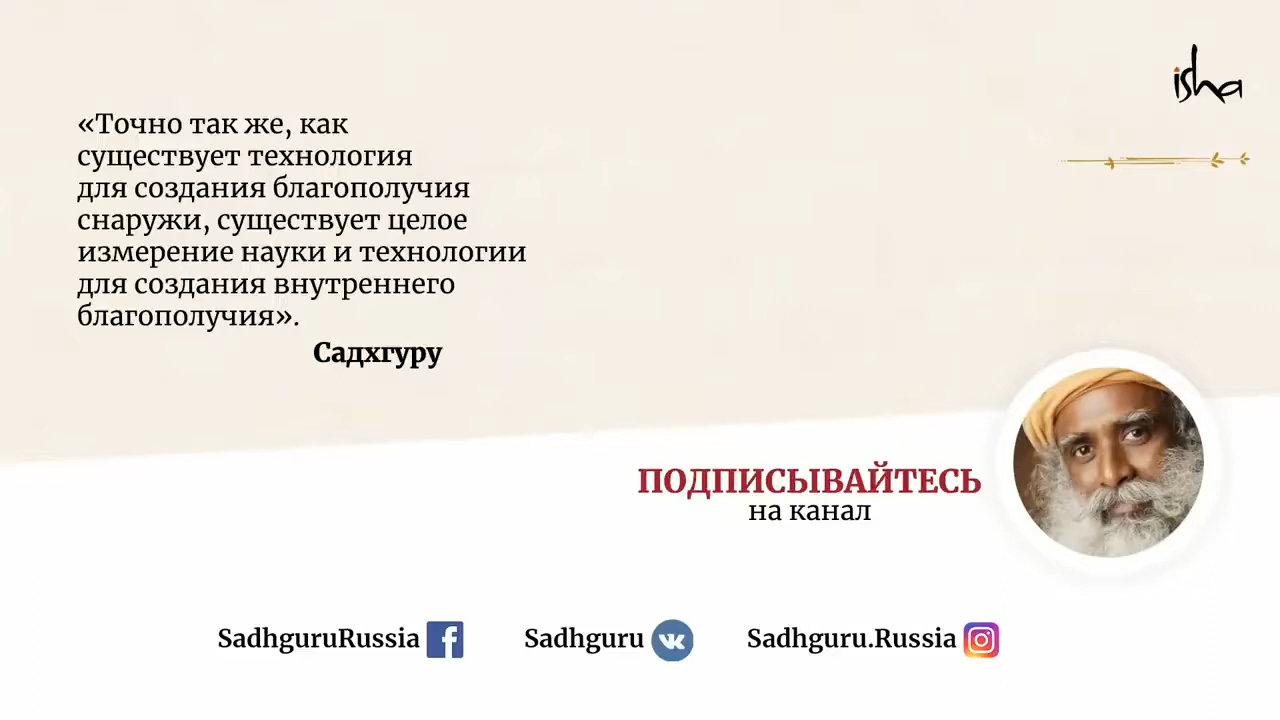 isha
«Точно так же, как
существует технология
для создания благополучия
снаружи, существует целое
измерение науки и технологии
для создания внутреннего
благополучия».
Садхгуру
ПОДПИСЫВАЙТЕСЬ
на канал
SadhguruRussia
Sadhguru
Sadhguru.Russia